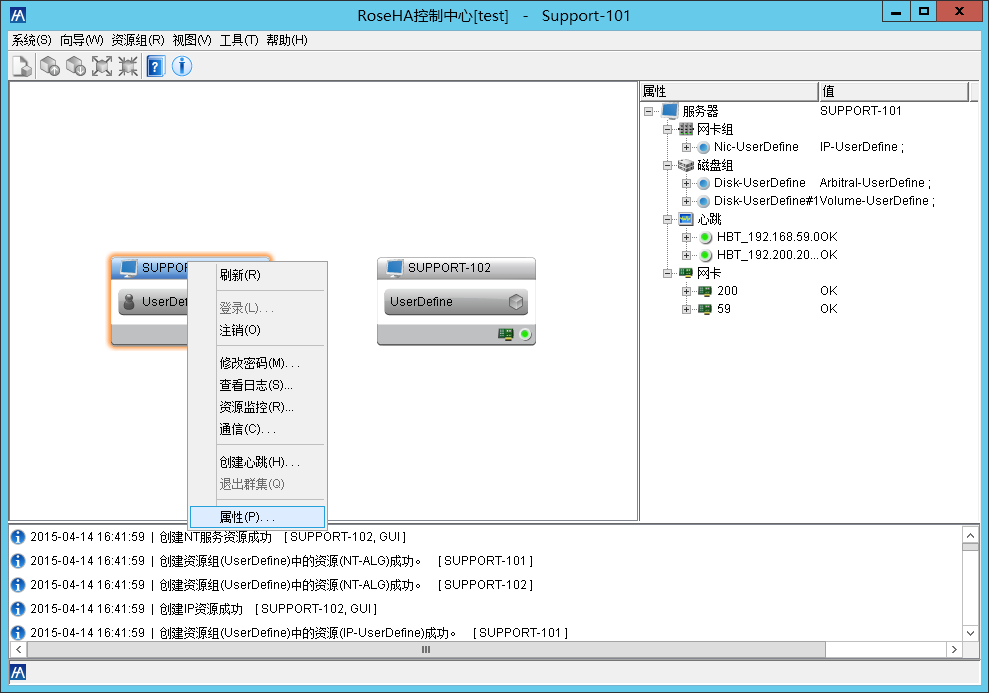 RoseHA控制中心[test] - Support-101
系统(S) 向导(W) 资源组(R) 视图(V) 工具(T) 帮助(H)
属性 值
服务器 SUPPORT-101
网卡组
Nic-UserDefine IP-UserDefine ;
磁盘组
Disk-UserDefine Arbitral-UserDefine ;
Disk-UserDefine#1 Volume-UserDefine ;
心跳
HBT_192.168.59.0 OK
HBT_192.200.20... OK
网卡
200 OK
59 OK
SUPPOR
UserDef
SUPPORT-102
UserDefine
刷新(R)
登录(L)...
注销(O)
修改密码(M)...
查看日志(S)...
资源监控(R)...
通信(C)...
创建心跳(H)...
退出群集(Q)
属性(P)...
2015-04-14 16:41:59 | 创建NT服务资源成功 [SUPPORT-102, GUI]
2015-04-14 16:41:59 | 创建资源组(UserDefine)中的资源(NT-ALG)成功。 [SUPPORT-101]
2015-04-14 16:41:59 | 创建资源组(UserDefine)中的资源(NT-ALG)成功。 [SUPPORT-102]
2015-04-14 16:41:59 | 创建IP资源成功 [SUPPORT-102, GUI]
2015-04-14 16:41:59 | 创建资源组(UserDefine)中的资源(IP-UserDefine)成功。 [SUPPORT-101]